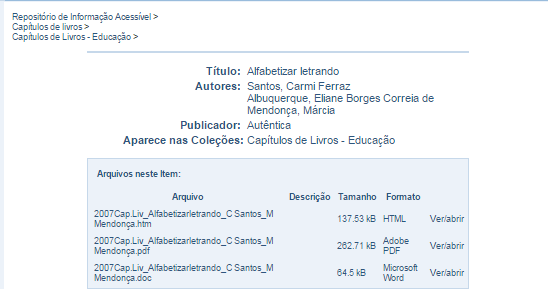 Repositório de Informação Acessível >
Capítulos de livros >
Capítulos de Livros - Educação >
Título: Alfabetizar letrando
Autores: Santos, Carmi Ferraz
Albuquerque, Eliane Borges Correia de
Mendonça, Márcia
Publicador: Autêntica
Aparece nas Coleções: Capítulos de Livros - Educação
Arquivos neste Item:
Arquivo Descrição Tamanho Formato
2007Cap.Liv_Alfabetizarletrando_C Santos_M
Mendonça.htm 137.53 kB HTML Ver/abrir
2007Cap.Liv_Alfabetizarletrando_C Santos_M
Mendonça.pdf 262.71 kB Adobe PDF Ver/abrir
2007Cap.Liv_Alfabetizarletrando_C Santos_M
Mendonça.doc 64.5 kB Microsoft Word Ver/abrir